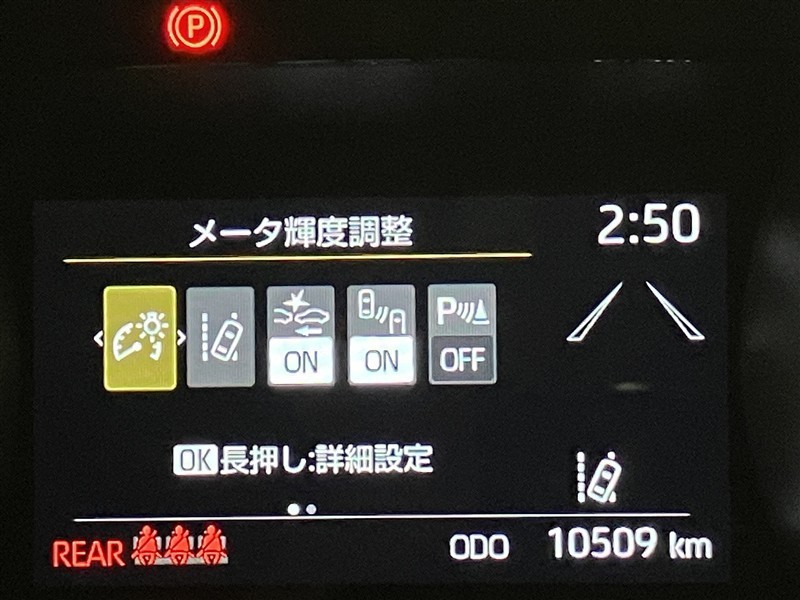 P
メータ輝度調整
2:50
ON
ON
P
OFF
OK長押し:詳細設定
REAR
ODO 10509 km